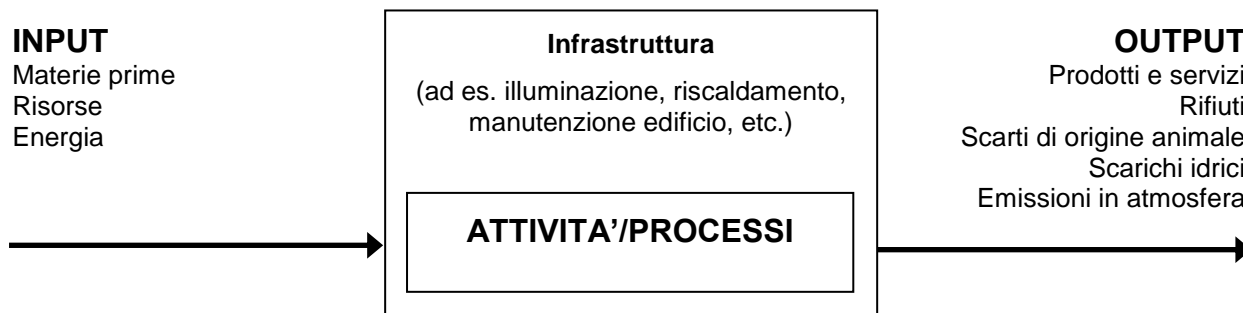 INPUT
Materie prime
Risorse
Energia
Infrastruttura
(ad es. illuminazione, riscaldamento,
manutenzione edificio, etc.)
ATTIVITA’/PROCESSI
OUTPUT
Prodotti e servizi
Rifiuti
Scarti di origine animale
Scarichi idrici
Emissioni in atmosfera